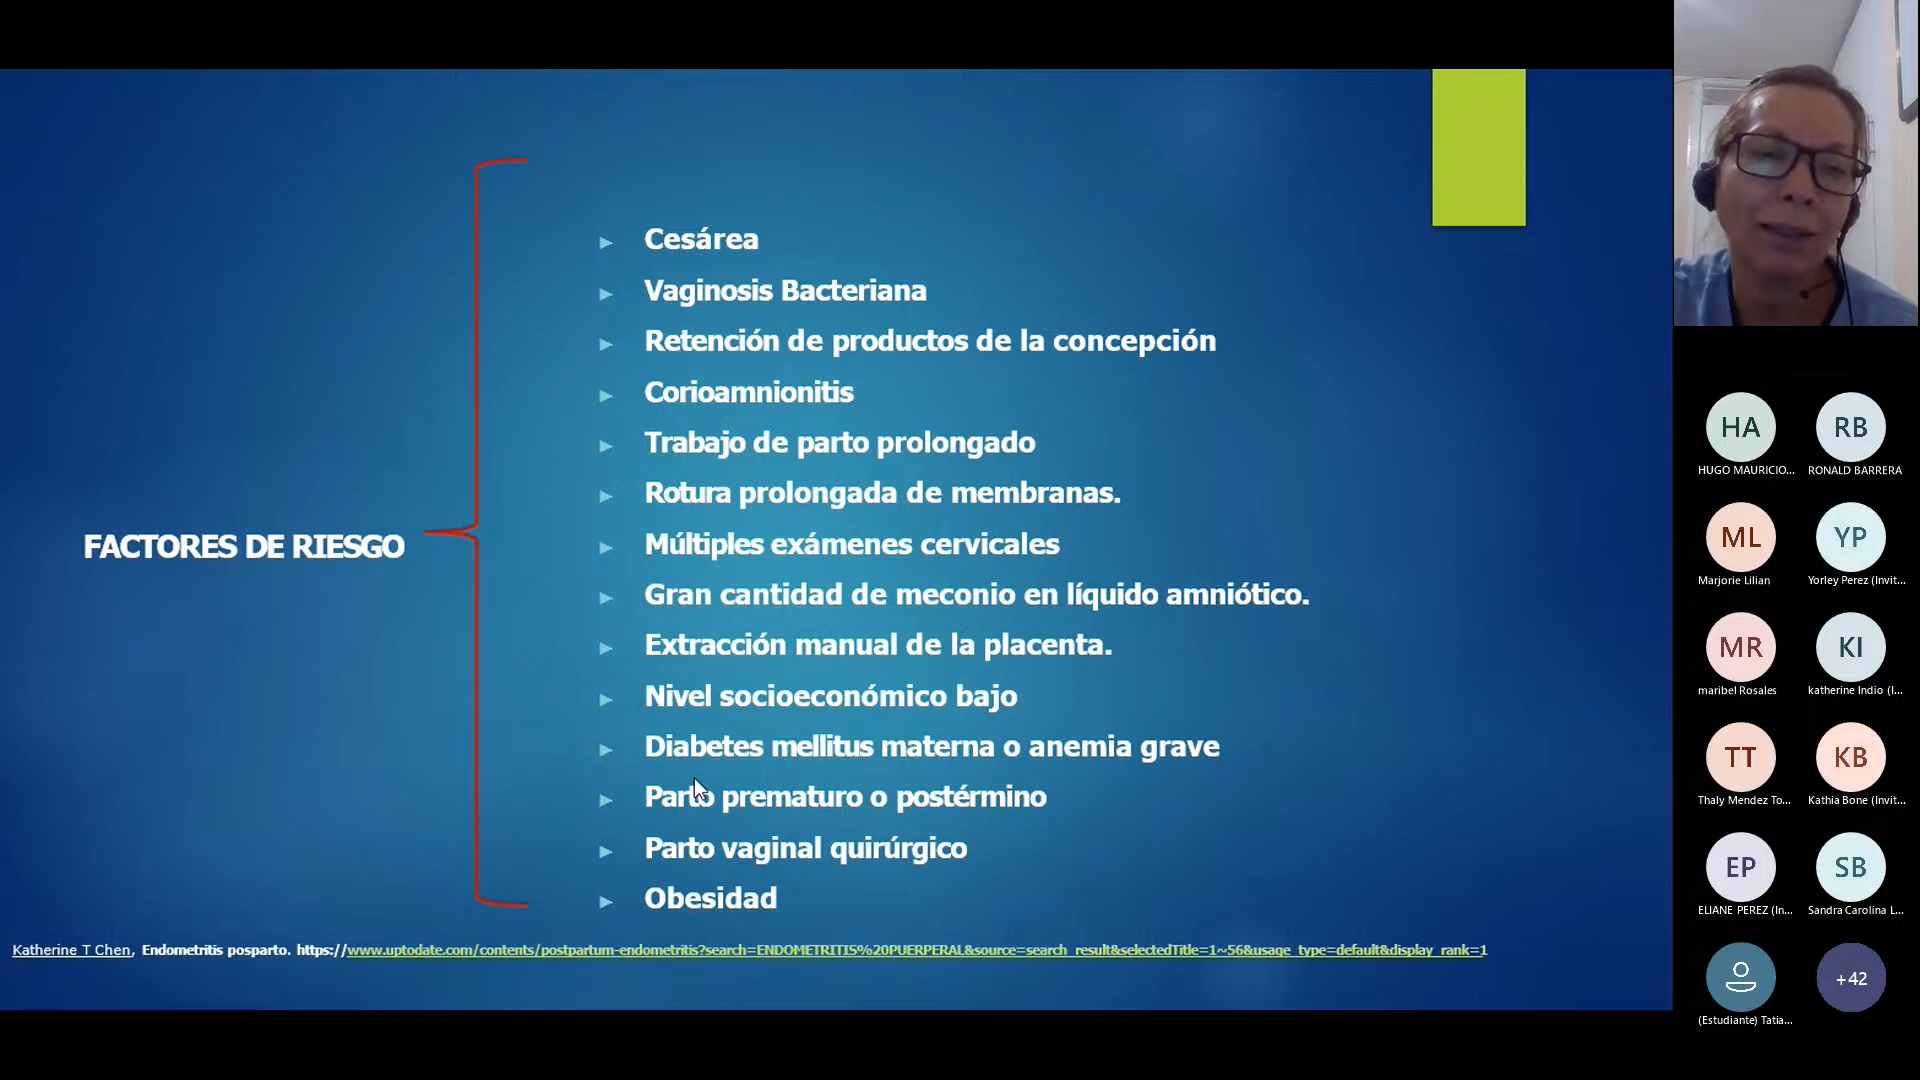 FACTORES DE RIESGO
Cesárea
Vaginosis Bacteriana
Retención de productos de la concepción
Corioamnionitis
Trabajo de parto prolongado
Rotura prolongada de membranas.
Múltiples exámenes cervicales
Gran cantidad de meconio en líquido amniótico.
Extracción manual de la placenta.
Nivel socioeconómico bajo
Diabetes mellitus materna o anemia grave
Parto prematuro o postérmino
Parto vaginal quirúrgico
Obesidad
Katherine T Chen, Endometritis posparto. https://www.uptodate.com/contents/postpartum-endometritis?search=ENDOMETRITIS%20PUERPERAL&source=search_result&selectedTitle=1~56&usage_type=default&display_rank=1
HA RB
HUGO MAURICIO... RONALD BARRERA
ML YP
Marjorie Lilian Yorley Perez (Invit...
MR KI
maribel Rosales katherine Indio (I...
TT KB
Thaly Mendez To... Kathia Bone (Invit...
EP SB
ELIANE PEREZ (In... Sandra Carolina L...
+42
(Estudiante) Tatia...